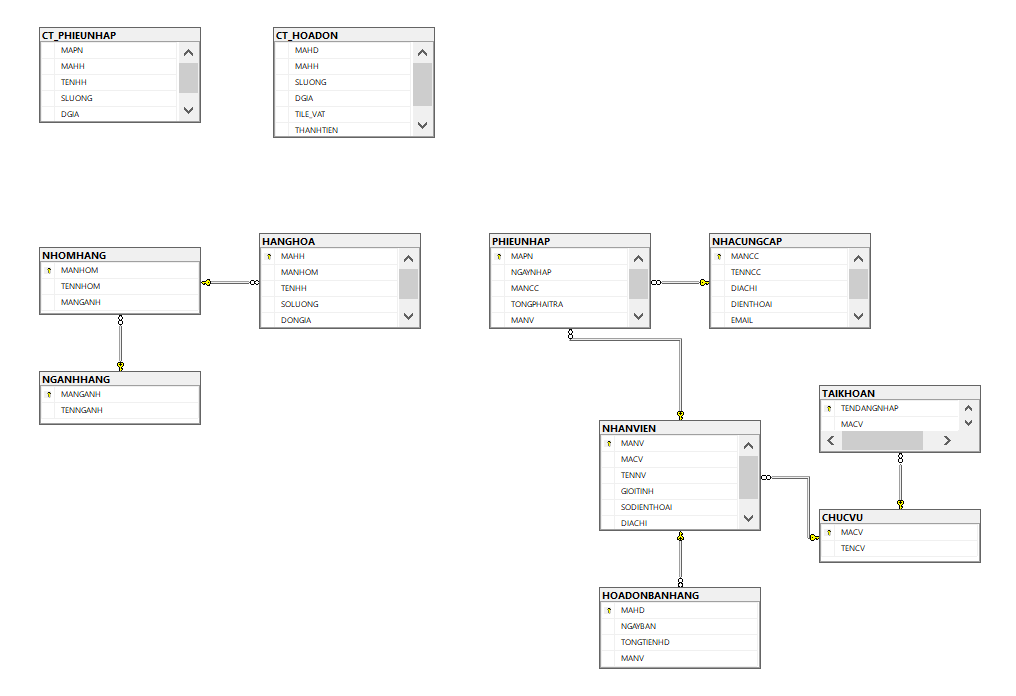 CT_PHIEUNHAP
MAPN
MAHH
TENHH
SLUONG
DGIA
CT_HOADON
MAHD
MAHH
SLUONG
DGIA
TILE_VAT
THANHTIEN
NHOMHANG
MANHOM
TENNHOM
MANGANH
HANGHOA
MAHH
MANHOM
TENHH
SOLUONG
DONGIA
PHIEUNHAP
MAPN
NGAYNHAP
MANCC
TONGPHAITRA
MANV
NHACUNGCAP
MANCC
TENNCC
DIACHI
DIENTHOAI
EMAIL
NGANHHANG
MANGANH
TENNGANH
NHANVIEN
MANV
MACV
TENNV
GIOITINH
SODIENTHOAI
DIACHI
TAIKHOAN
TENDANGNHAP
MACV
CHUCVU
MACV
TENCV
HOADONBANHANG
MAHD
NGAYBAN
TONGTIENHD
MANV